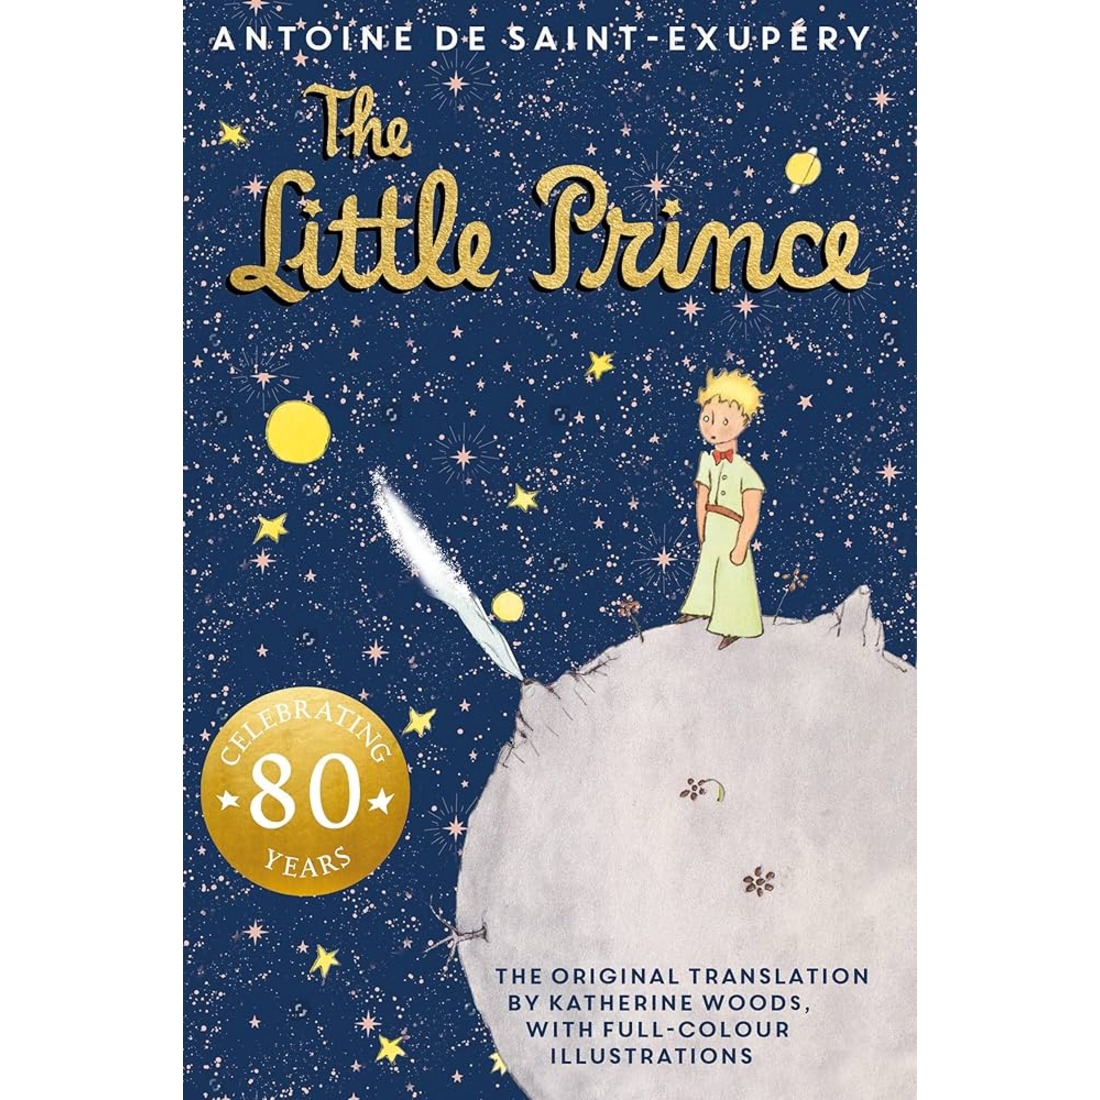 ANTOINE DE SAINT-EXUPÉRY
The
Little Prince
CELEBRATING
80
YEARS
THE ORIGINAL TRANSLATION
BY KATHERINE WOODS,
WITH FULL-COLOUR
ILLUSTRATIONS